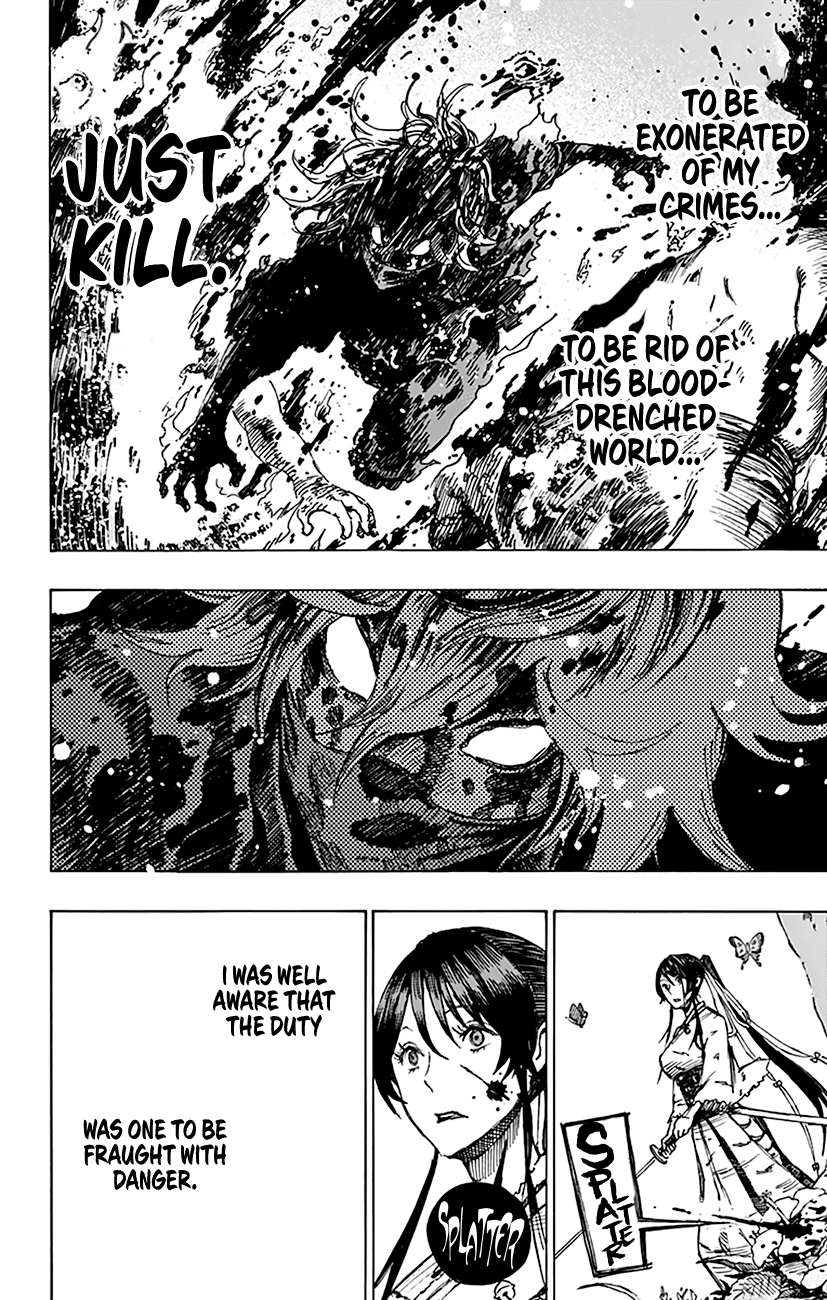 TO BE
EXONERATED
OF MY
CRIMES...
TO BE RID OF
THIS BLOOD-
DRENCHED
WORLD...
JUST
KILL.
SPLATTER
SPLATTER
I WAS WELL
AWARE THAT
THE DUTY
WAS ONE TO BE
FRAUGHT WITH
DANGER.